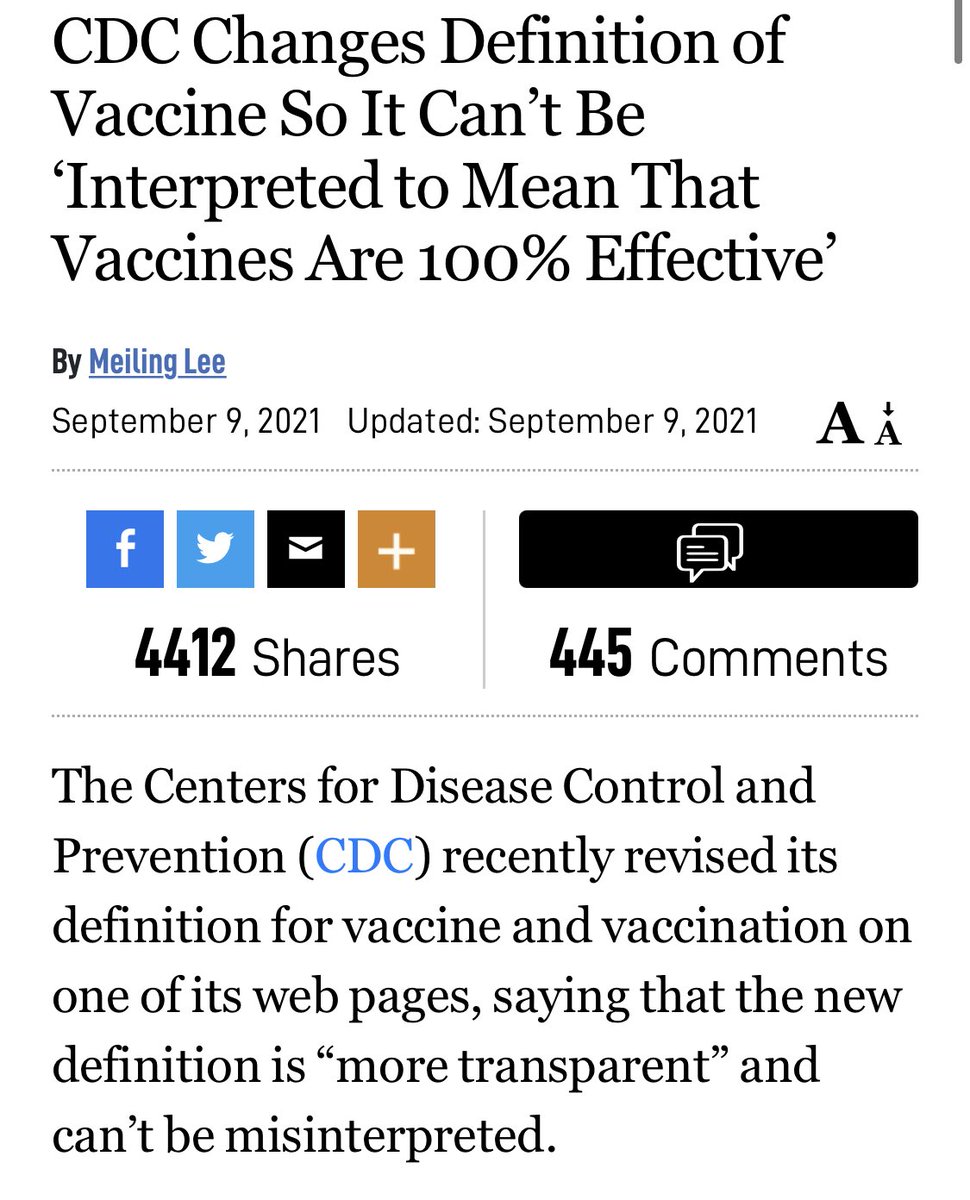 CDC Changes Definition of
Vaccine So It Can’t Be
‘Interpreted to Mean That
Vaccines Are 100% Effective’
By Meiling Lee
September 9, 2021 Updated: September 9, 2021 A A
f +
4412 Shares 445 Comments
The Centers for Disease Control and
Prevention (CDC) recently revised its
definition for vaccine and vaccination on
one of its web pages, saying that the new
definition is “more transparent” and
can’t be misinterpreted.